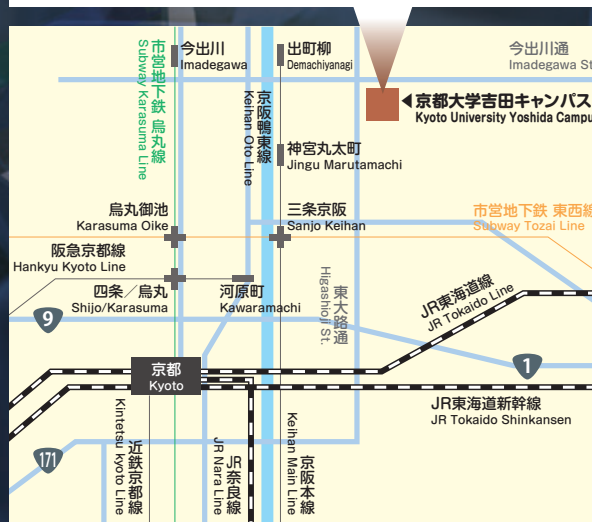 市営地下鉄 烏丸線
Subway Karasuma Line
今出川
Imadegawa
出町柳
Demachiyanagi
今出川通
Imadegawa St
京阪鴨東線
Keihan Oto Line
◀京都大学吉田キャンパス
Kyoto University Yoshida Campu
神宮丸太町
Jingu Marutamachi
烏丸御池
Karasuma Oike
三条京阪
Sanjo Keihan
市営地下鉄 東西線
Subway Tozai Line
阪急京都線
Hankyu Kyoto Line
四条／烏丸
Shijo/Karasuma
河原町
Kawaramachi
東大路通
Higashioji St.
JR東海道線
JR Tokaido Line
9
1
京都
Kyoto
JR東海道新幹線
JR Tokaido Shinkansen
171
近鉄京都線
Kintetsu kyoto Line
JR奈良線
JR Nara Line
京阪本線
Keihan Main Line